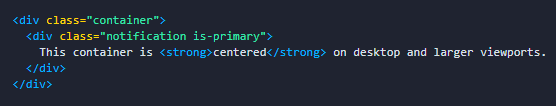 <div class="container">
  <div class="notification is-primary">
    This container is <strong>centered</strong> on desktop and larger viewports.
  </div>
</div>